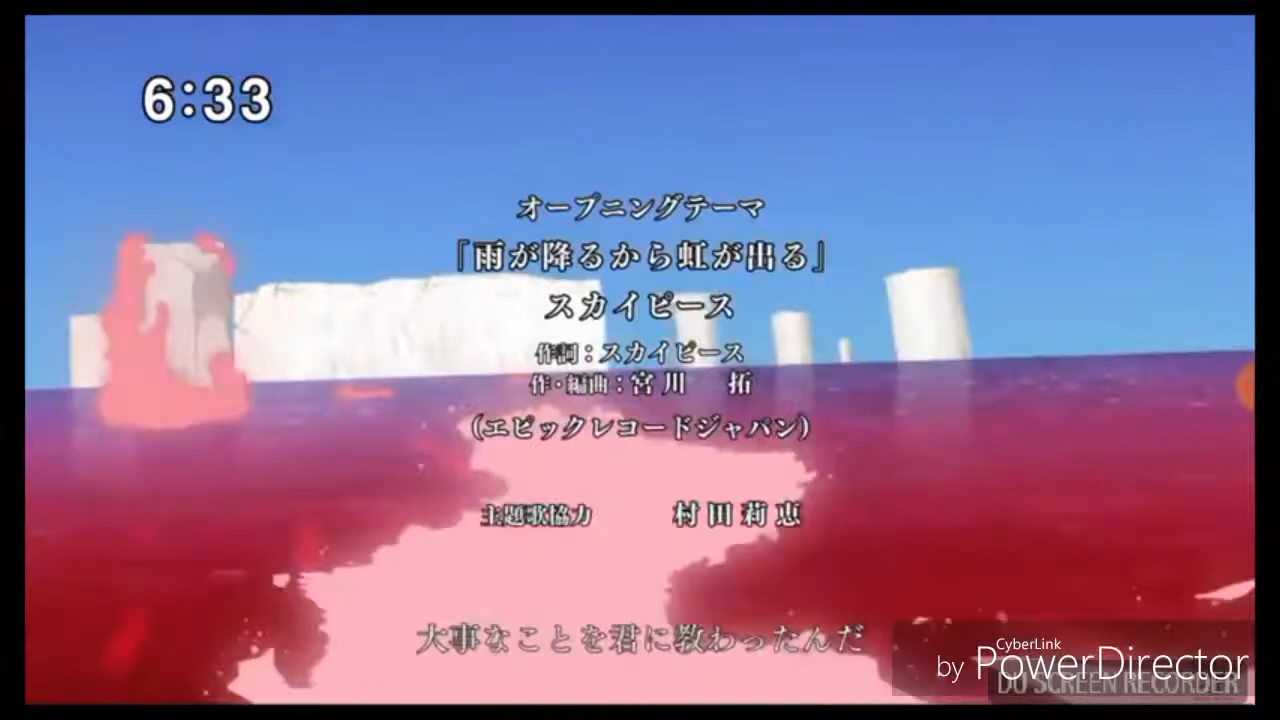 6:33
オープニングテーマ
「雨が降るから虹が出る」
スカイピース
作詞：スカイピース
作・編曲：宮川　拓
(エピックレコードジャパン)
主題歌協力　村田莉恵
大事なことを君に教わったんだ
CyberLink
by PowerDirector
DU SCREEN RECORDER